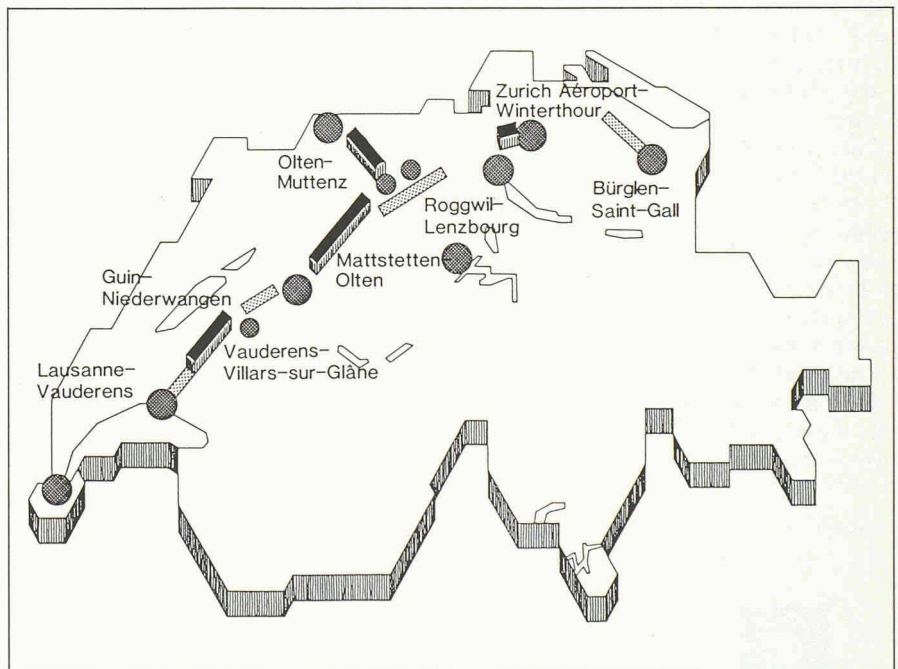 Zurich Aéroport-
Winterthour
Olten-
Muttenz
Bürglen-
Saint-Gall
Roggwil-
Lenzbourg
Mattstetten
Olten
Guin-
Niederwangen
Vauderens-
Villars-sur-Glâne
Lausanne-
Vauderens